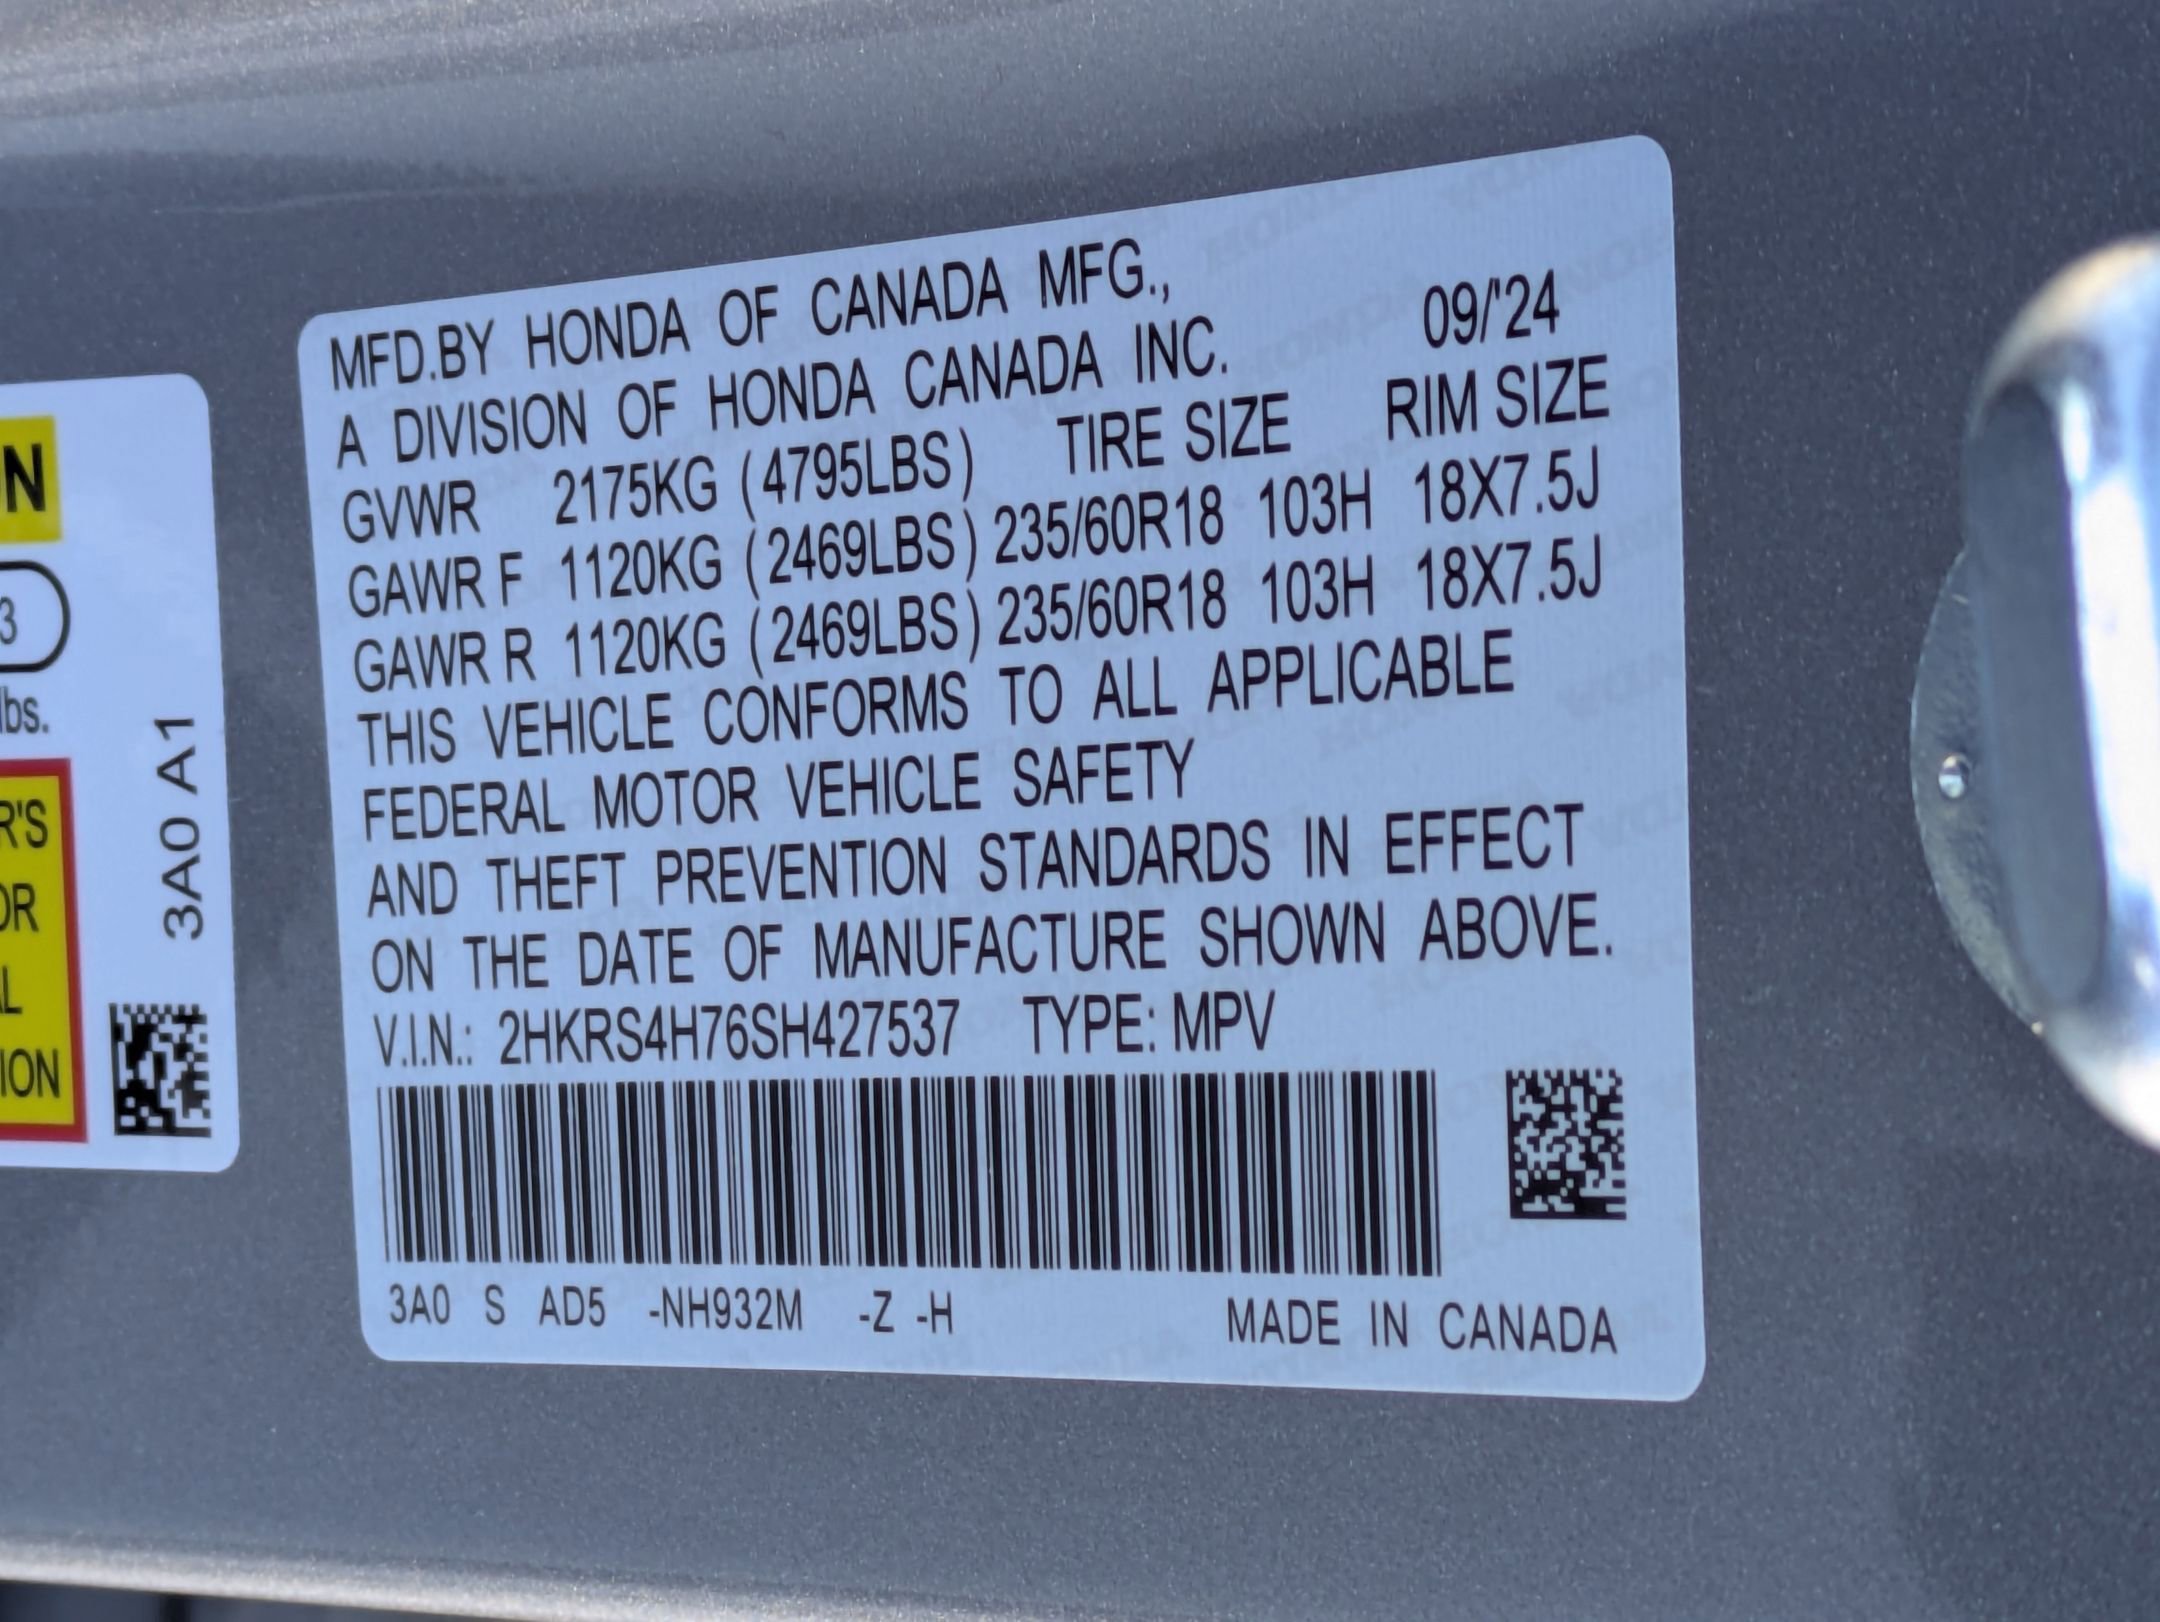 MFD.BY HONDA OF CANADA MFG.,
A DIVISION OF HONDA CANADA INC. 09/'24
GVWR 2175KG (4795LBS) TIRE SIZE RIM SIZE
GAWR F 1120KG (2469LBS) 235/60R18 103H 18X7.5J
GAWR R 1120KG (2469LBS) 235/60R18 103H 18X7.5J
THIS VEHICLE CONFORMS TO ALL APPLICABLE
FEDERAL MOTOR VEHICLE SAFETY
AND THEFT PREVENTION STANDARDS IN EFFECT
ON THE DATE OF MANUFACTURE SHOWN ABOVE.
V.I.N.: 2HKRS4H76SH427537 TYPE: MPV
3A0 S AD5 -NH932M -Z -H MADE IN CANADA
N
3
lbs.
R'S
OR
L
ION
3A0 A1